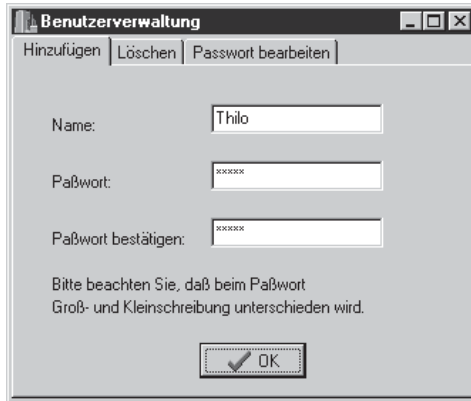 Benutzerverwaltung
Hinzufügen Löschen Passwort bearbeiten
Name: Thilo
Paßwort: *****
Paßwort bestätigen: *****
Bitte beachten Sie, daß beim Paßwort
Groß- und Kleinschreibung unterschieden wird.
OK